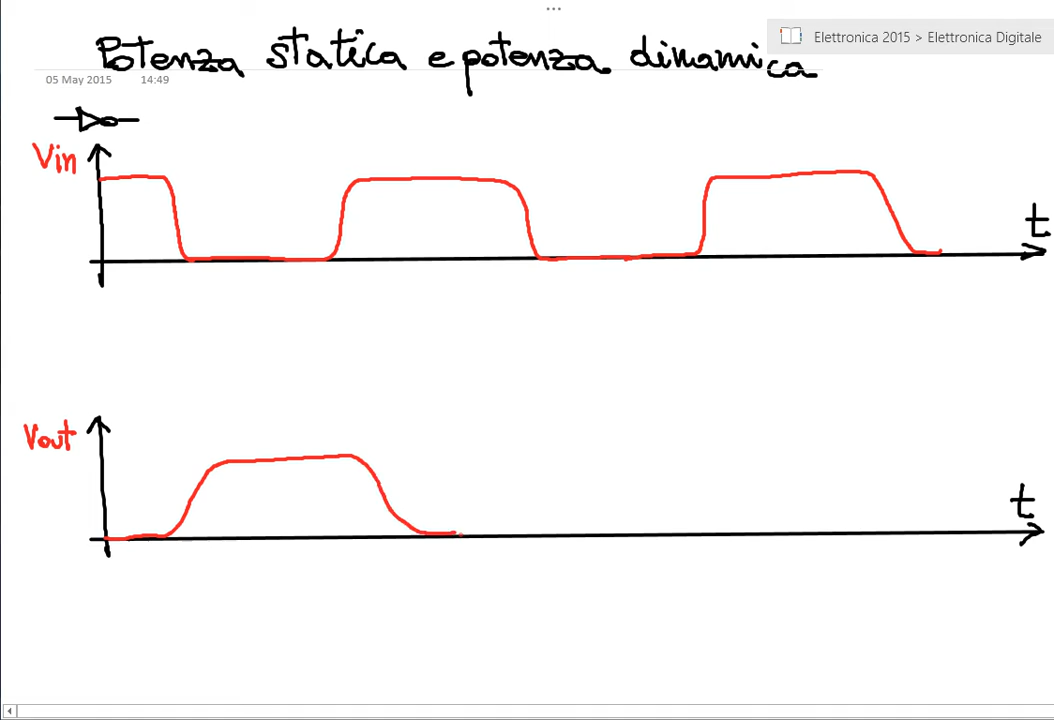 Elettronica 2015 > Elettronica Digitale
Potenza statica e potenza dinamica
05 May 2015 14:49
Vin
t
Vout
t